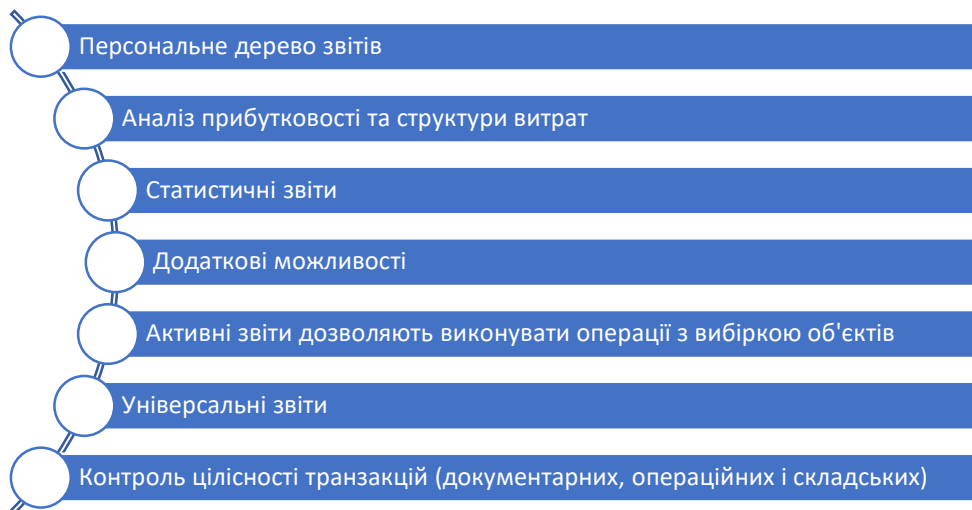 Персональне дерево звітів
Аналіз прибутковості та структури витрат
Статистичні звіти
Додаткові можливості
Активні звіти дозволяють виконувати операції з вибіркою об'єктів
Універсальні звіти
Контроль цілісності транзакцій (документарних, операційних і складських)